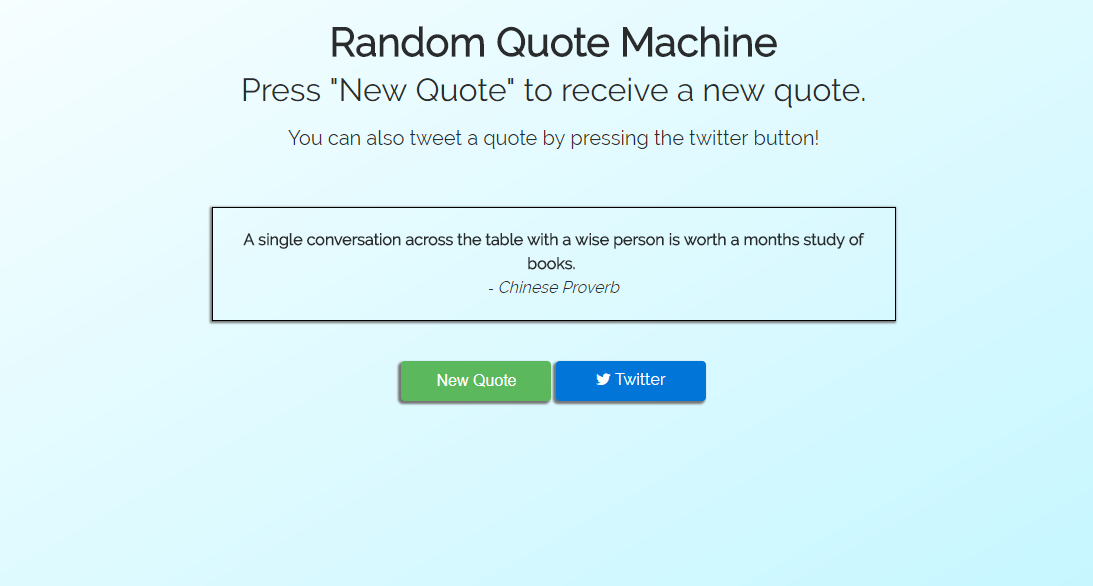 Random Quote Machine
Press "New Quote" to receive a new quote.
You can also tweet a quote by pressing the twitter button!
A single conversation across the table with a wise person is worth a months study of
books.
- Chinese Proverb
New Quote
Twitter